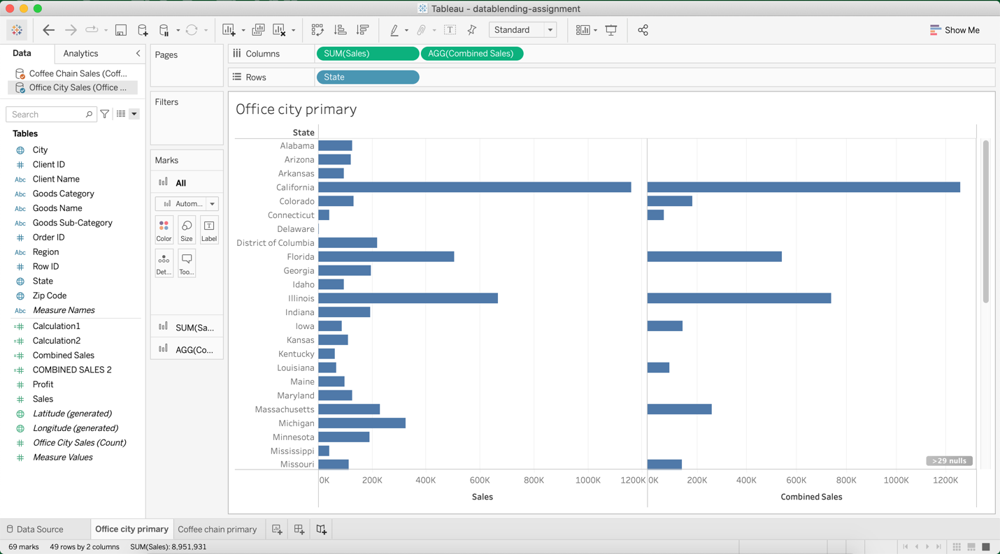 Tableau - datablending-assignment
Standard
Show Me
Data
Analytics
Coffee Chain Sales (Coff...
Office City Sales (Office ...
Search
Tables
City
Client ID
Abc Client Name
Abc Goods Category
Abc Goods Name
Abc Goods Sub-Category
Order ID
Abc Region
Row ID
State
Zip Code
Abc Measure Names
Calculation1
Calculation2
Combined Sales
COMBINED SALES 2
Profit
Sales
Latitude (generated)
Longitude (generated)
Office City Sales (Count)
Measure Values
Pages
Filters
Marks
All
Autom...
Color
Size
Label
Det...
Too...
SUM(Sa...
AGG(Co...
Columns
SUM(Sales)
AGG(Combined Sales)
Rows
State
Office city primary
State
Alabama
Arizona
Arkansas
California
Colorado
Connecticut
Delaware
District of Columbia
Florida
Georgia
Idaho
Illinois
Indiana
Iowa
Kansas
Kentucky
Louisiana
Maine
Maryland
Massachusetts
Michigan
Minnesota
Mississippi
Missouri
>29 nulls
0K 200K 400K 600K 800K 1000K 1200K
0K 200K 400K 600K 800K 1000K 1200K
Sales
Combined Sales
Data Source
Office city primary
Coffee chain primary
69 marks
49 rows by 2 columns
SUM(Sales): 8,951,931